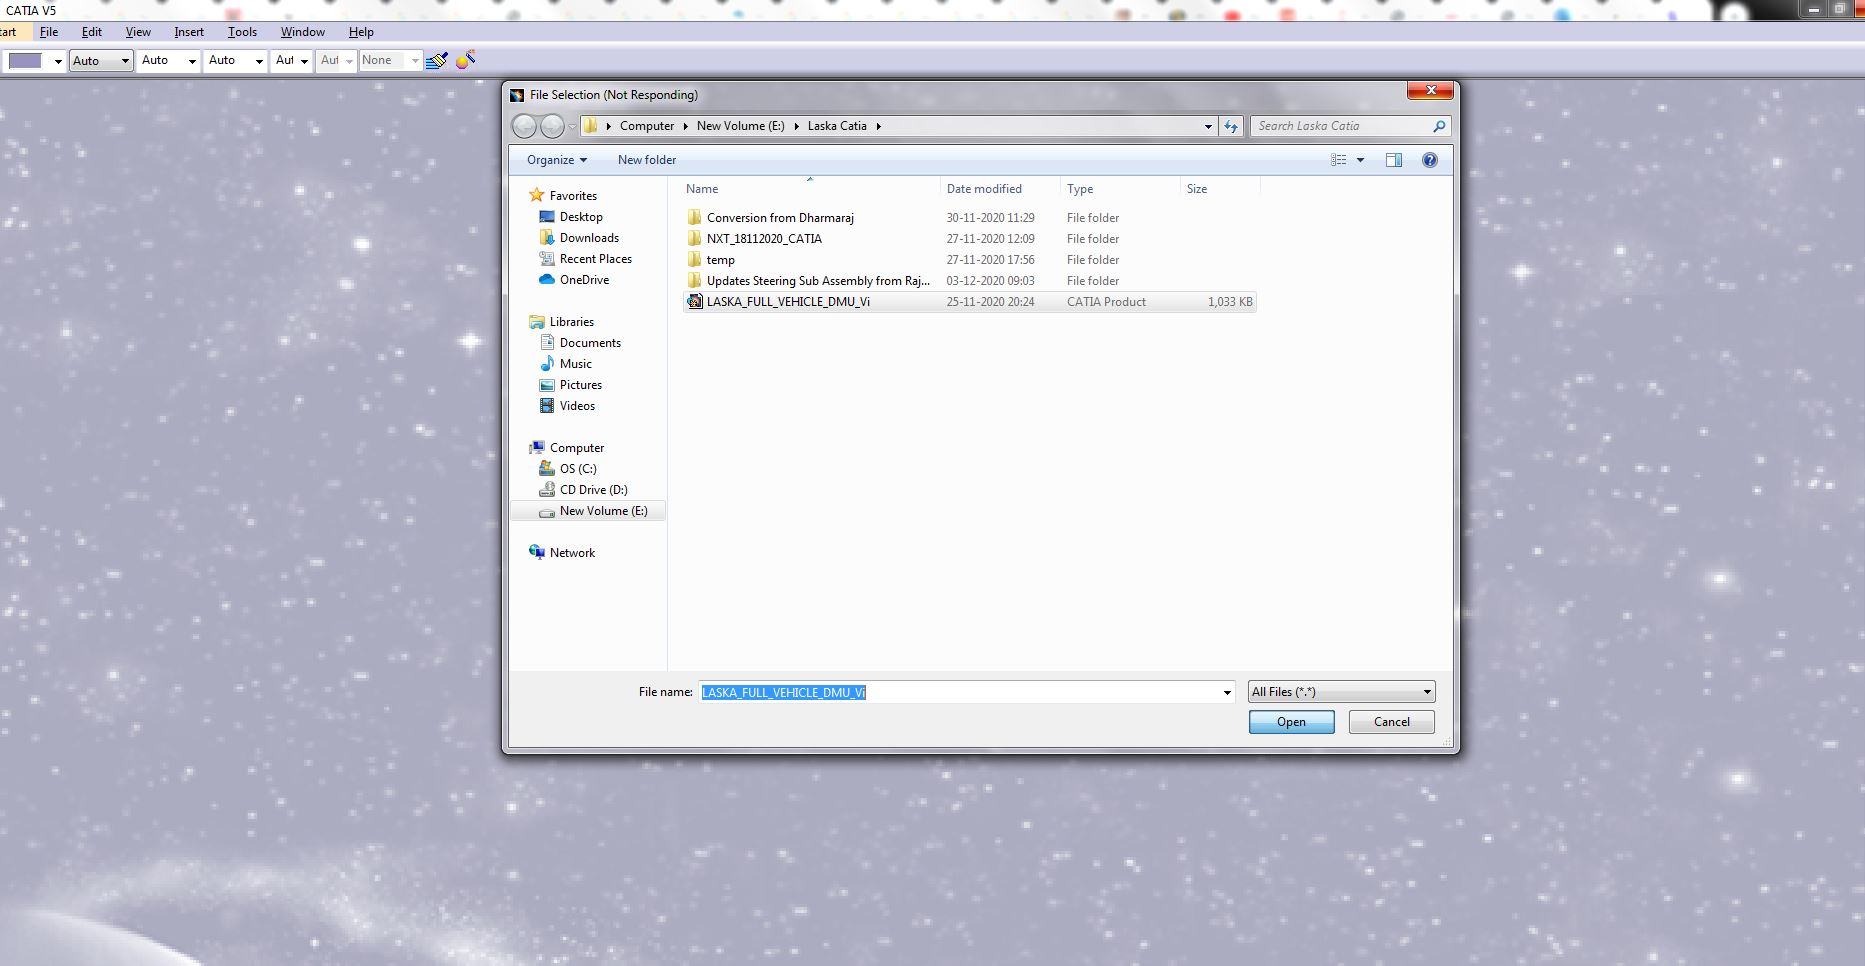 CATIA V5
tart File Edit View Insert Tools Window Help
Auto Auto Auto Aut Aut None
File Selection (Not Responding)
Computer New Volume (E:) Laska Catia
Search Laska Catia
Organize New folder
Name Date modified Type Size
Favorites
Desktop
Downloads
Recent Places
OneDrive
Libraries
Documents
Music
Pictures
Videos
Computer
OS (C:)
CD Drive (D:)
New Volume (E:)
Network
Conversion from Dharmaraj 30-11-2020 11:29 File folder
NXT_18112020_CATIA 27-11-2020 12:09 File folder
temp 27-11-2020 17:56 File folder
Updates Steering Sub Assembly from Raj... 03-12-2020 09:03 File folder
LASKA_FULL_VEHICLE_DMU_Vi 25-11-2020 20:24 CATIA Product 1,033 KB
File name: LASKA_FULL_VEHICLE_DMU_Vi All Files (*.*)
Open Cancel